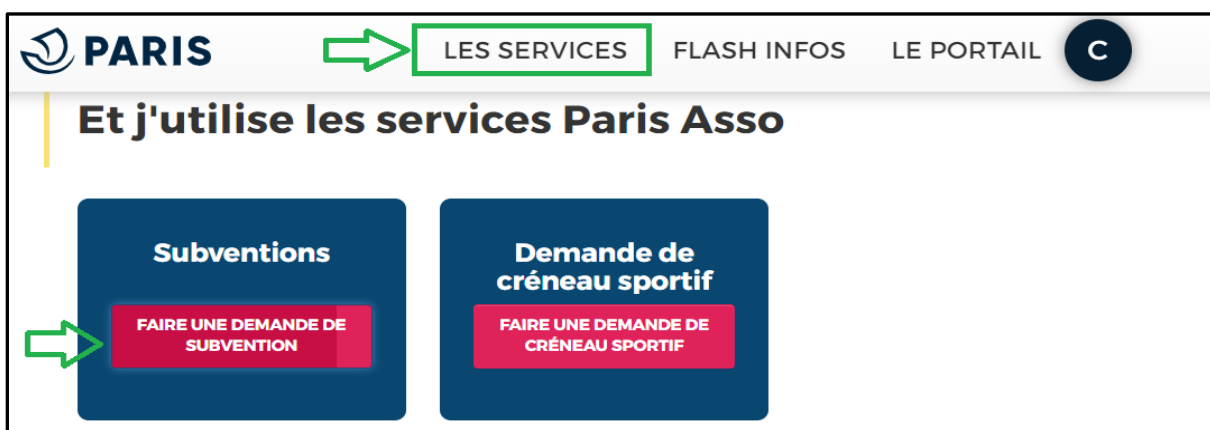 PARIS LES SERVICES FLASH INFOS LE PORTAIL C
Et j'utilise les services Paris Asso
Subventions
FAIRE UNE DEMANDE DE
SUBVENTION
Demande de
créneau sportif
FAIRE UNE DEMANDE DE
CRÉNEAU SPORTIF